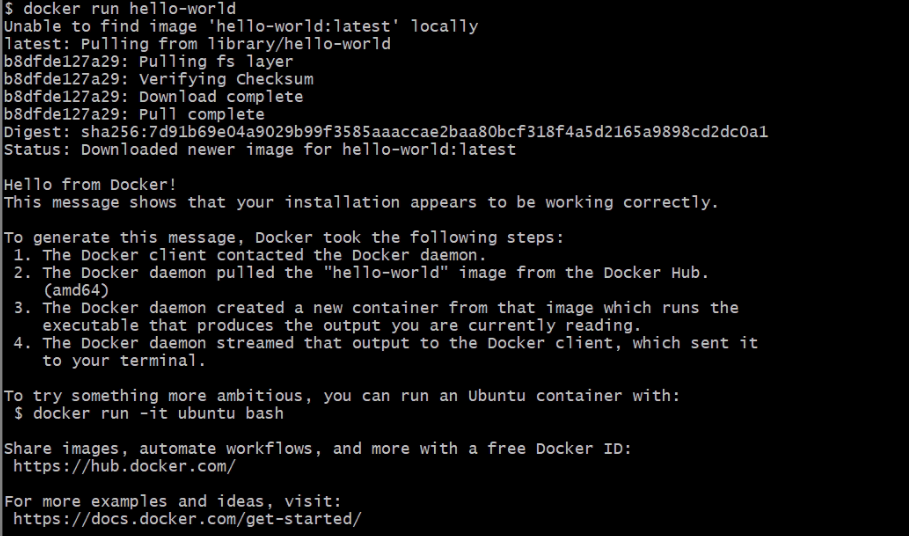 $ docker run hello-world
Unable to find image 'hello-world:latest' locally
latest: Pulling from library/hello-world
b8dfde127a29: Pulling fs layer
b8dfde127a29: Verifying Checksum
b8dfde127a29: Download complete
b8dfde127a29: Pull complete
Digest: sha256:7d91b69e04a9029b99f3585aaaccae2baa80bcf318f4a5d2165a9898cd2dc0a1
Status: Downloaded newer image for hello-world:latest

Hello from Docker!
This message shows that your installation appears to be working correctly.

To generate this message, Docker took the following steps:
 1. The Docker client contacted the Docker daemon.
 2. The Docker daemon pulled the "hello-world" image from the Docker Hub.
    (amd64)
 3. The Docker daemon created a new container from that image which runs the
    executable that produces the output you are currently reading.
 4. The Docker daemon streamed that output to the Docker client, which sent it
    to your terminal.

To try something more ambitious, you can run an Ubuntu container with:
 $ docker run -it ubuntu bash

Share images, automate workflows, and more with a free Docker ID:
 https://hub.docker.com/

For more examples and ideas, visit:
 https://docs.docker.com/get-started/